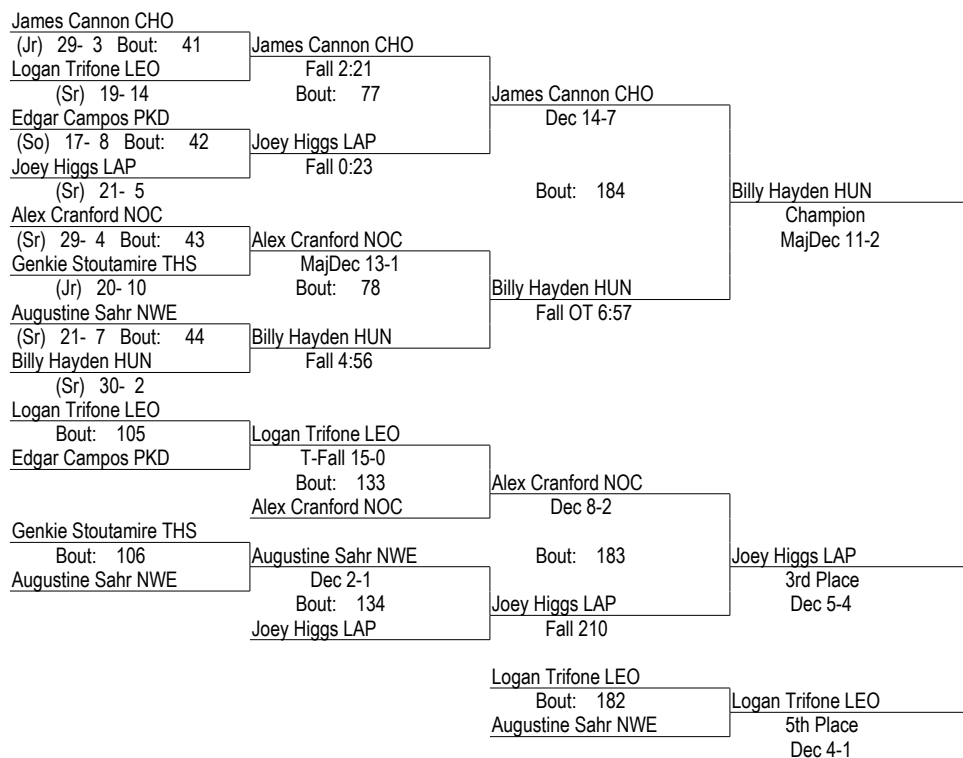 James Cannon CHO
(Jr) 29- 3 Bout: 41
James Cannon CHO
Logan Trifone LEO
Fall 2:21
(Sr) 19- 14
Bout: 77
James Cannon CHO
Edgar Campos PKD
Dec 14-7
(So) 17- 8 Bout: 42
Joey Higgs LAP
Joey Higgs LAP
Fall 0:23
(Sr) 21- 5
Bout: 184
Billy Hayden HUN
Alex Cranford NOC
Champion
(Sr) 29- 4 Bout: 43
Alex Cranford NOC
MajDec 11-2
Genkie Stoutamire THS
MajDec 13-1
(Jr) 20- 10
Bout: 78
Billy Hayden HUN
Augustine Sahr NWE
Fall OT 6:57
(Sr) 21- 7 Bout: 44
Billy Hayden HUN
Billy Hayden HUN
Fall 4:56
(Sr) 30- 2
Logan Trifone LEO
Bout: 105
Logan Trifone LEO
Edgar Campos PKD
T-Fall 15-0
Bout: 133
Alex Cranford NOC
Alex Cranford NOC
Dec 8-2
Genkie Stoutamire THS
Bout: 106
Augustine Sahr NWE
Bout: 183
Joey Higgs LAP
Augustine Sahr NWE
Dec 2-1
3rd Place
Bout: 134
Joey Higgs LAP
Dec 5-4
Joey Higgs LAP
Fall 210
Logan Trifone LEO
Bout: 182
Logan Trifone LEO
Augustine Sahr NWE
5th Place
Dec 4-1